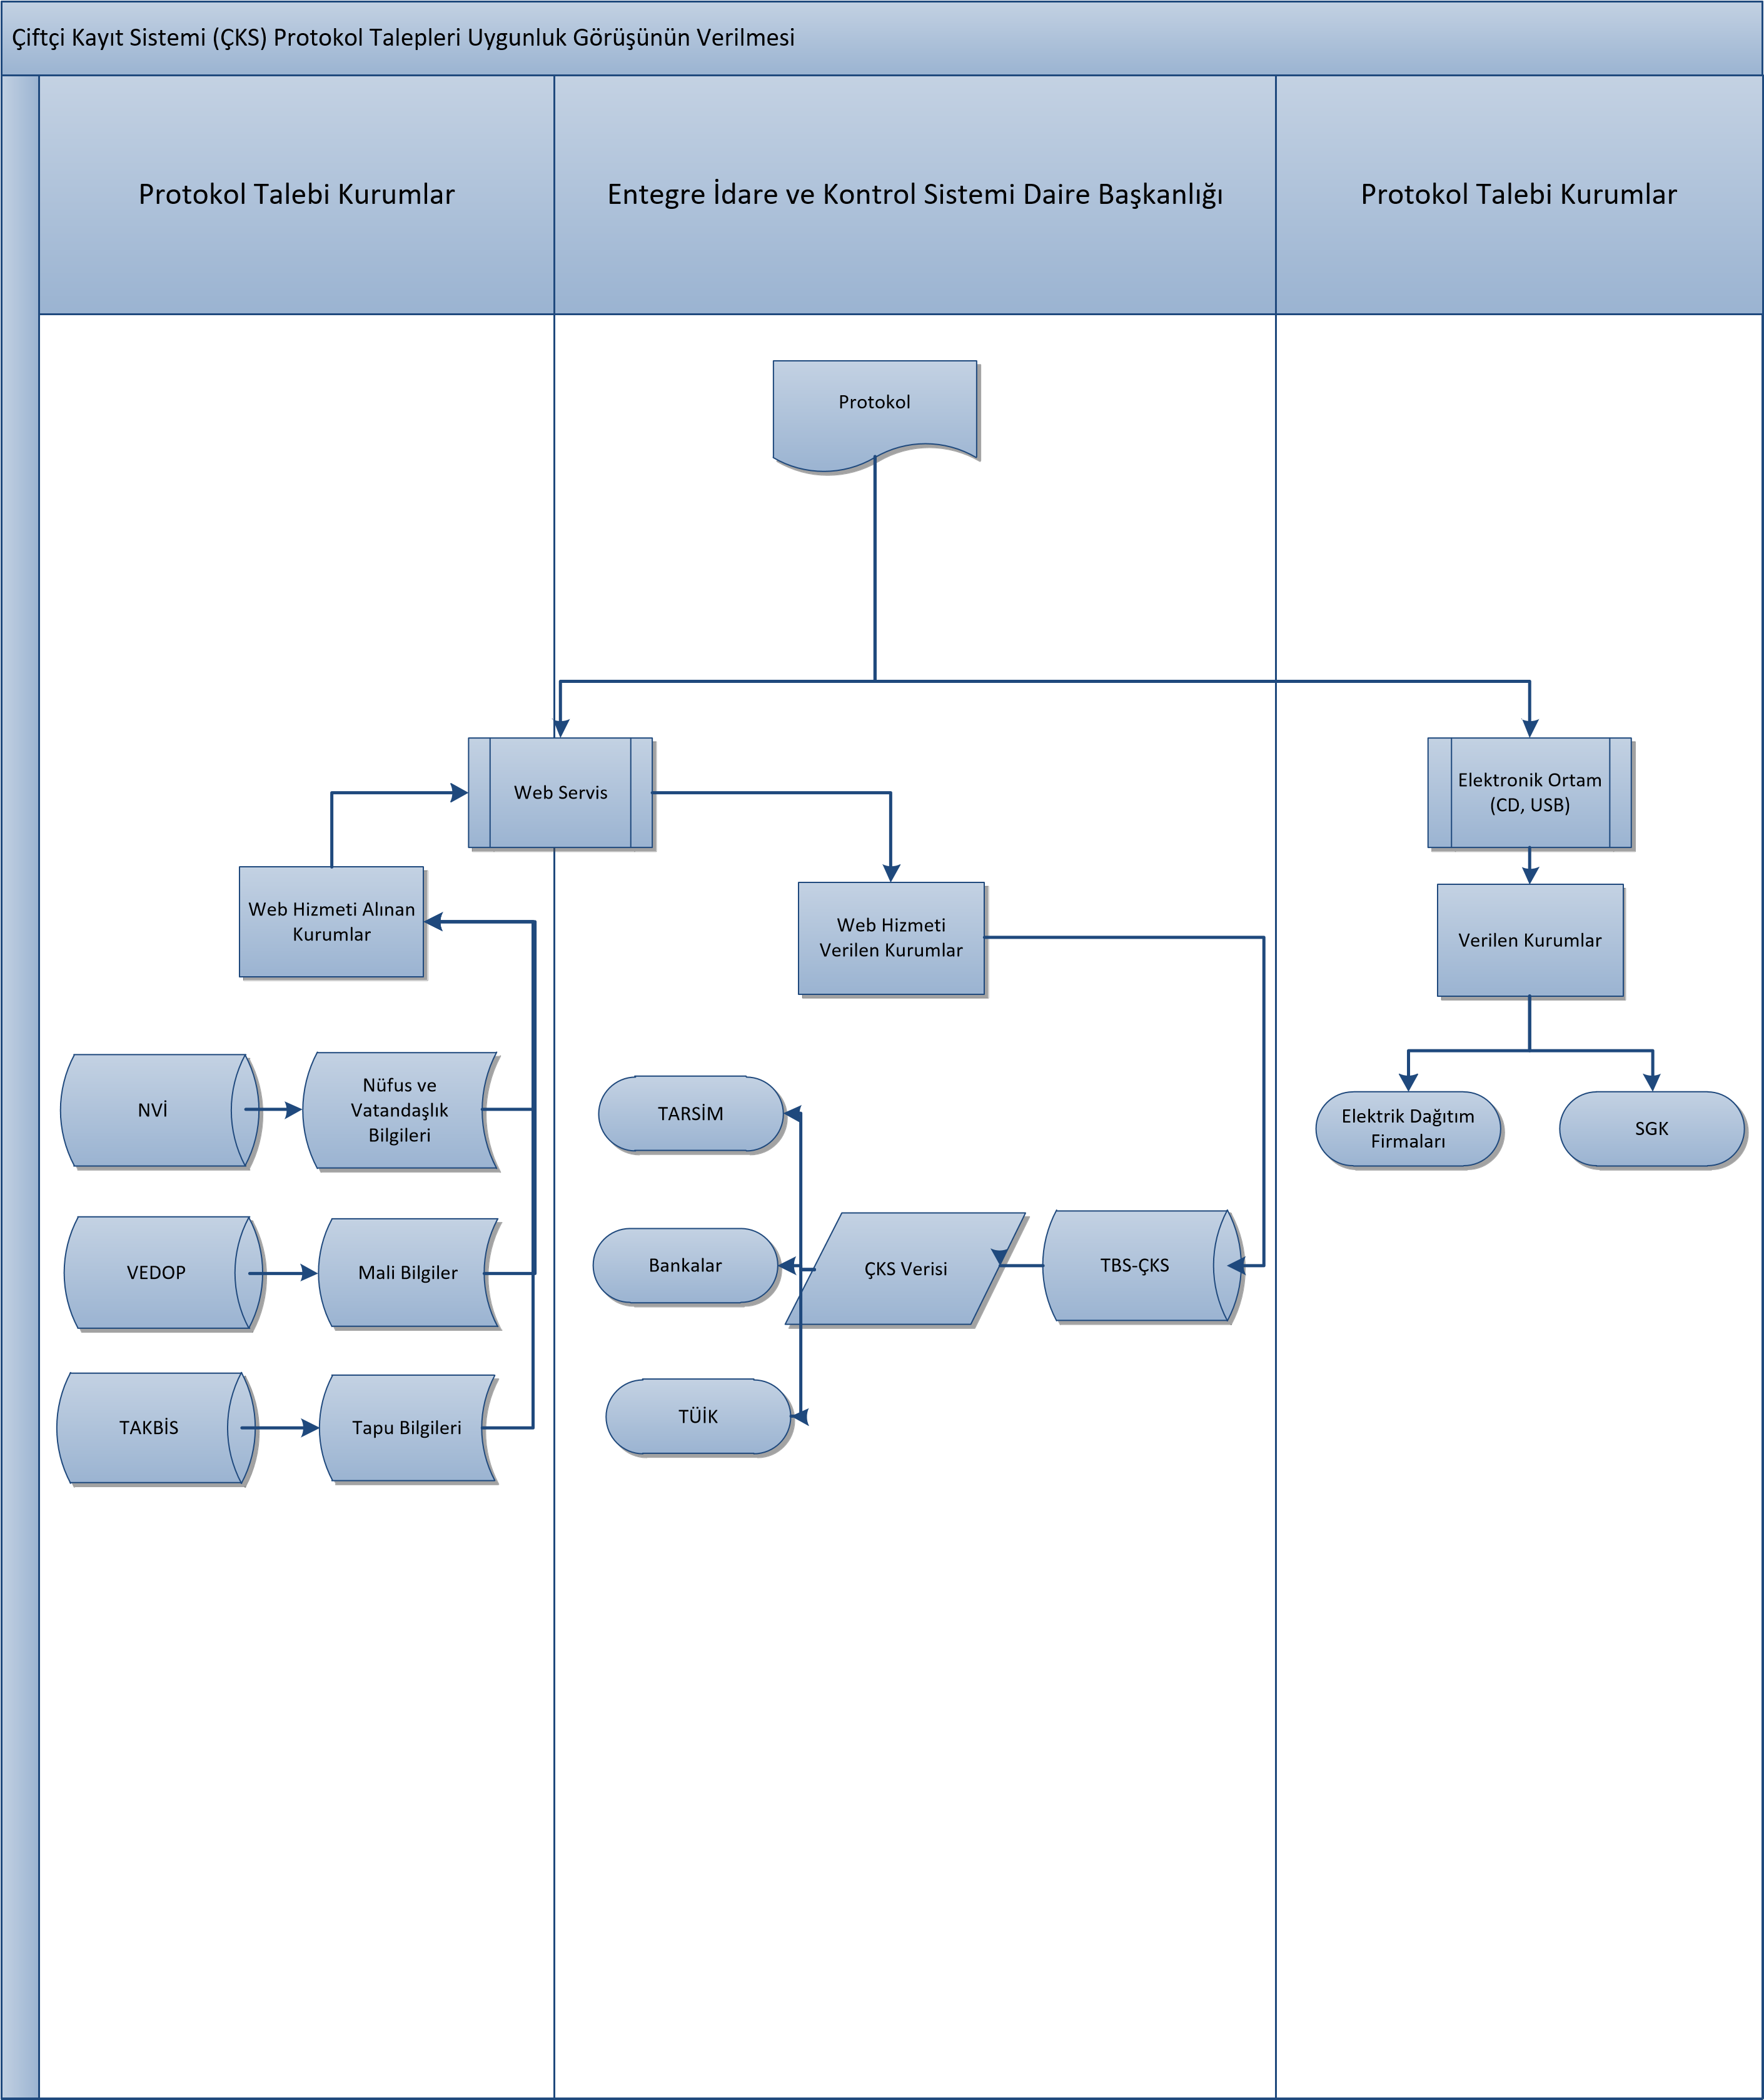 Çiftçi Kayıt Sistemi (ÇKS) Protokol Talepleri Uygunluk Görüşünün Verilmesi
Protokol Talebi Kurumlar
Entegre İdare ve Kontrol Sistemi Daire Başkanlığı
Protokol Talebi Kurumlar
Protokol
Web Servis
Elektronik Ortam
(CD, USB)
Web Hizmeti Alınan
Kurumlar
Web Hizmeti
Verilen Kurumlar
Verilen Kurumlar
NVİ
Nüfus ve
Vatandaşlık
Bilgileri
TARSİM
Elektrik Dağıtım
Firmaları
SGK
VEDOP
Mali Bilgiler
Bankalar
ÇKS Verisi
TBS-ÇKS
TAKBİS
Tapu Bilgileri
TÜİK